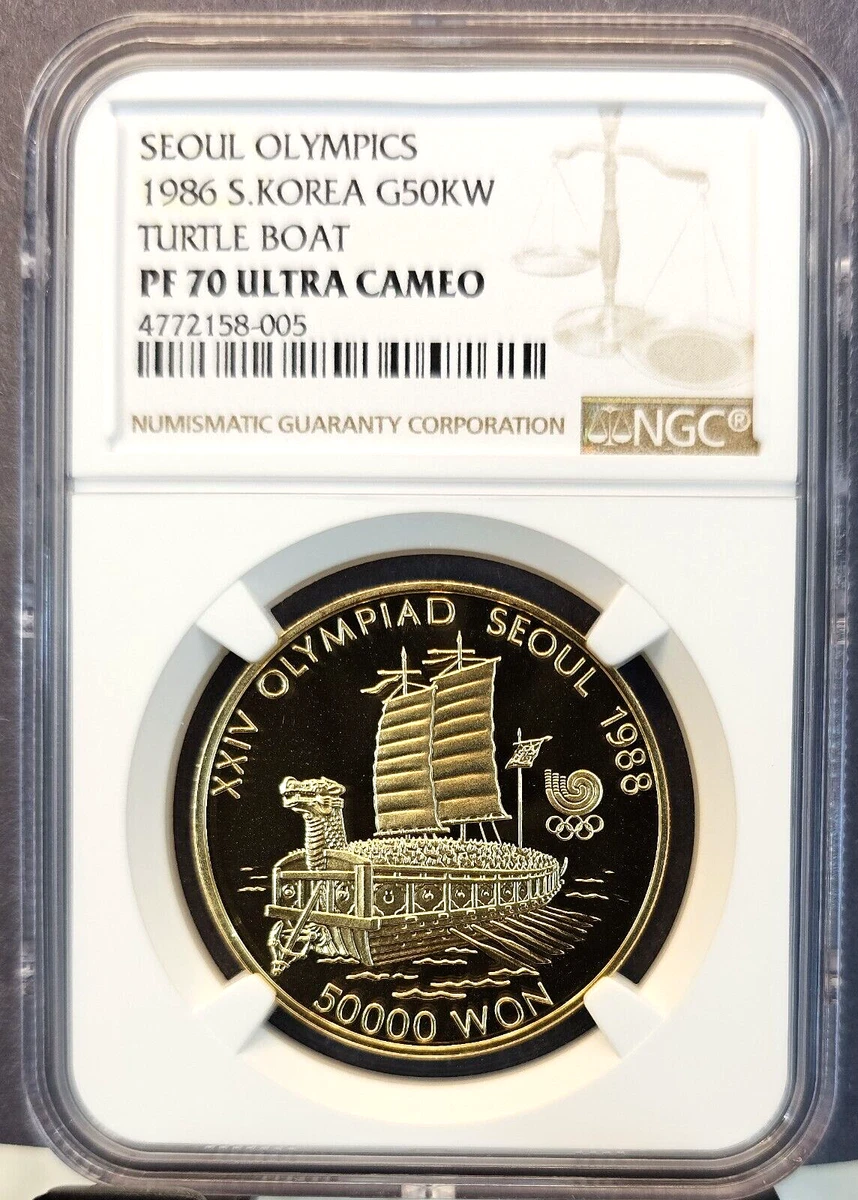 SEOUL OLYMPICS
1986 S.KOREA G50KW
TURTLE BOAT
PF 70 ULTRA CAMEO
4772158-005
NUMISMATIC GUARANTY CORPORATION
NGC®
XXIV OLYMPIAD SEOUL 1988
50000 WON